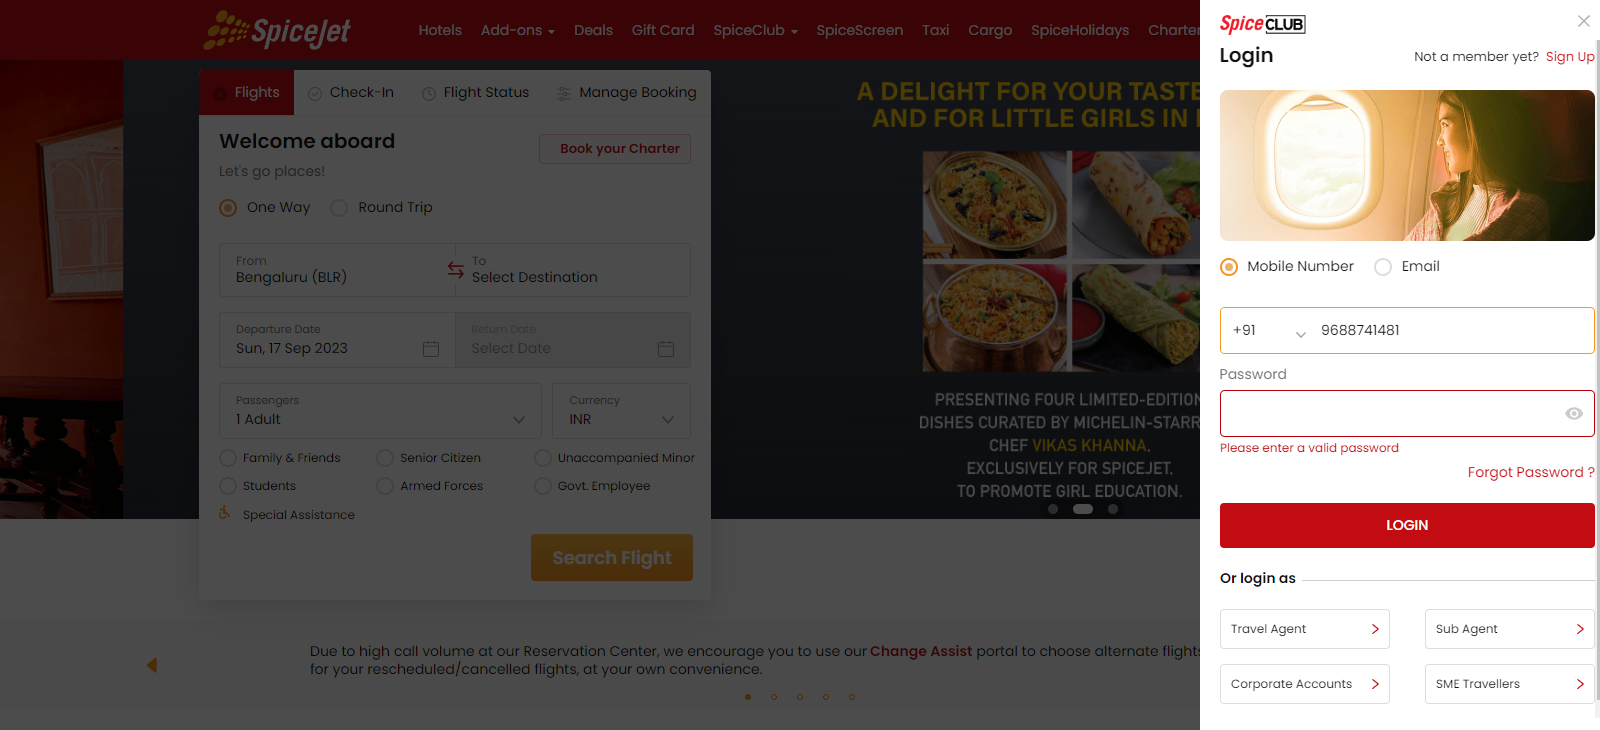 SpiceJet
Hotels Add-ons Deals Gift Card SpiceClub SpiceScreen Taxi Cargo SpiceHolidays Charter
Flights Check-In Flight Status Manage Booking
Welcome aboard
Book your Charter
Let's go places!
One Way Round Trip
From
Bengaluru (BLR)
To
Select Destination
Departure Date
Sun, 17 Sep 2023
Return Date
Select Date
Passengers
1 Adult
Currency
INR
Family & Friends Senior Citizen Unaccompanied Minor
Students Armed Forces Govt. Employee
Special Assistance
Search Flight
A DELIGHT FOR YOUR TASTE
AND FOR LITTLE GIRLS IN
PRESENTING FOUR LIMITED-EDITION
DISHES CURATED BY MICHELIN-STARR
CHEF VIKAS KHANNA,
EXCLUSIVELY FOR SPICEJET,
TO PROMOTE GIRL EDUCATION.
Due to high call volume at our Reservation Center, we encourage you to use our Change Assist portal to choose alternate flights
for your rescheduled/cancelled flights, at your own convenience.
Spice CLUB
Login
Not a member yet? Sign Up
Mobile Number Email
+91 9688741481
Password
Please enter a valid password
Forgot Password ?
LOGIN
Or login as
Travel Agent Sub Agent
Corporate Accounts SME Travellers